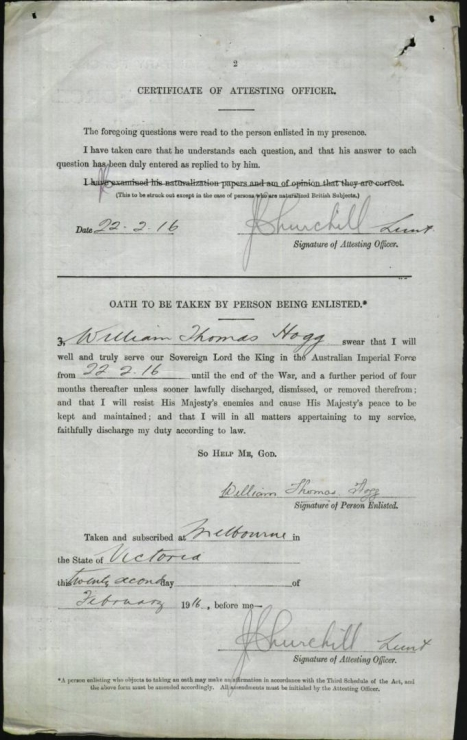 2
CERTIFICATE OF ATTESTING OFFICER.
The foregoing questions were read to the person enlisted in my presence.
I have taken care that he understands each question, and that his answer to each
question has been duly entered as replied to by him.
I have examined his naturalization papers and am of opinion that they are correct.
(This to be struck out except in the case of persons who are naturalized British Subjects.)
Date 22.2.16 J Churchill Lieut
Signature of Attesting Officer.
OATH TO BE TAKEN BY PERSON BEING ENLISTED.*
I, William Thomas Hogg swear that I will
well and truly serve our Sovereign Lord the King in the Australian Imperial Force
from 22.2.16 until the end of the War, and a further period of four
months thereafter unless sooner lawfully discharged, dismissed, or removed therefrom;
and that I will resist His Majesty's enemies and cause His Majesty's peace to be
kept and maintained; and that I will in all matters appertaining to my service,
faithfully discharge my duty according to law.
SO HELP ME, GOD.
William Thomas Hogg
Signature of Person Enlisted.
Taken and subscribed at Melbourne in
the State of Victoria
this twenty second day of
February 1916, before me—
J Churchill Lieut
Signature of Attesting Officer.
*A person enlisting who objects to taking an oath may make an affirmation in accordance with the Third Schedule of the Act, and
the above form must be amended accordingly. All amendments must be initialed by the Attesting Officer.